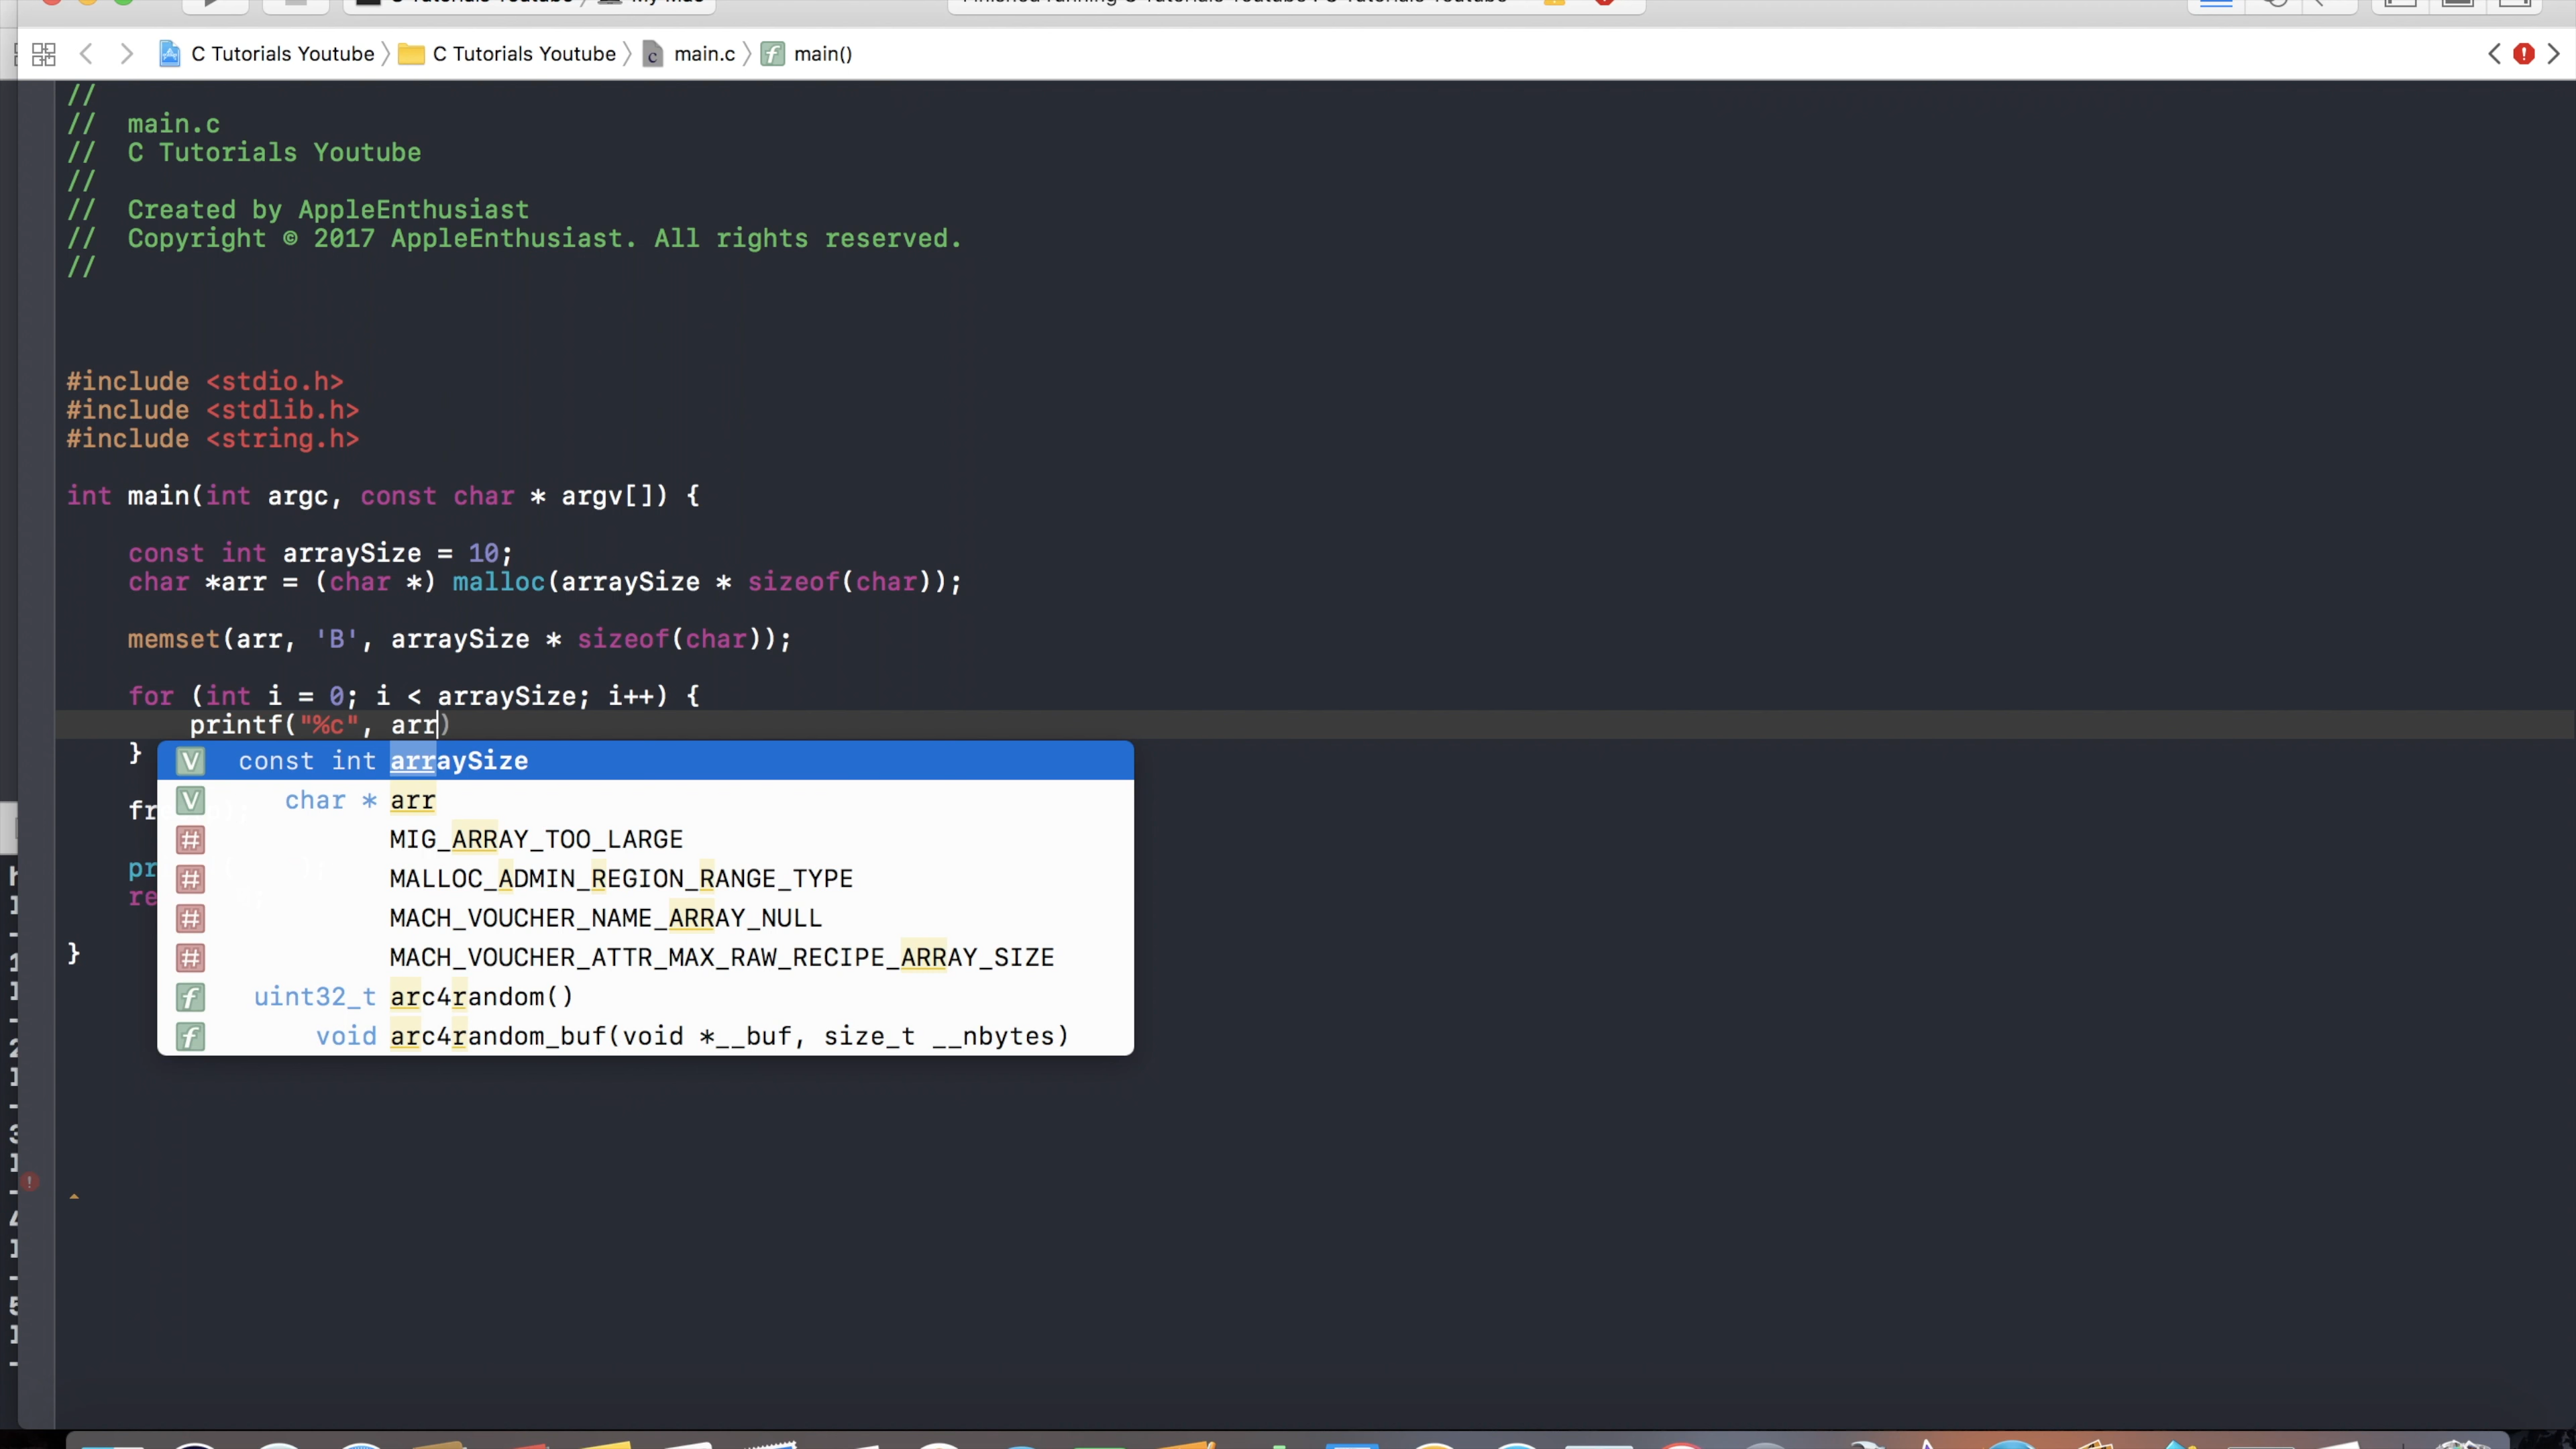 C Tutorials Youtube 〉 C Tutorials Youtube 〉 main.c 〉 main()
//
// main.c
// C Tutorials Youtube
//
// Created by AppleEnthusiast
// Copyright © 2017 AppleEnthusiast. All rights reserved.
//
#include <stdio.h>
#include <stdlib.h>
#include <string.h>
int main(int argc, const char * argv[]) {
const int arraySize = 10;
char *arr = (char *) malloc(arraySize * sizeof(char));
memset(arr, 'B', arraySize * sizeof(char));
for (int i = 0; i < arraySize; i++) {
printf("%c", arr)
}
V const int arraySize
V char * arr
# MIG_ARRAY_TOO_LARGE
# MALLOC_ADMIN_REGION_RANGE_TYPE
# MACH_VOUCHER_NAME_ARRAY_NULL
# MACH_VOUCHER_ATTR_MAX_RAW_RECIPE_ARRAY_SIZE
f uint32_t arc4random()
f void arc4random_buf(void *__buf, size_t __nbytes)
}